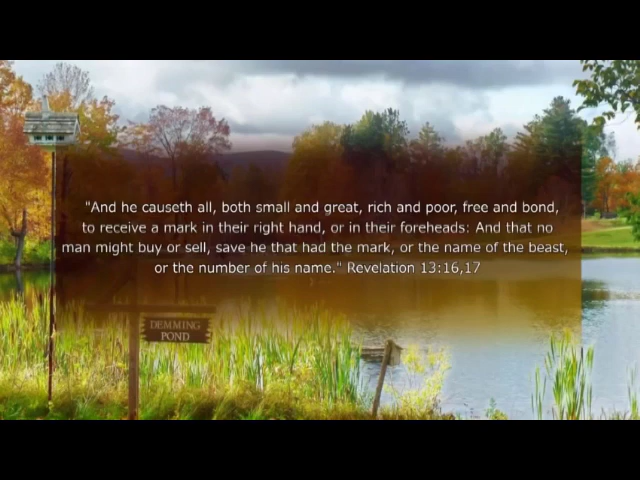 "And he causeth all, both small and great, rich and poor, free and bond,
to receive a mark in their right hand, or in their foreheads: And that no
man might buy or sell, save he that had the mark, or the name of the beast,
or the number of his name." Revelation 13:16,17
DEMMING
POND